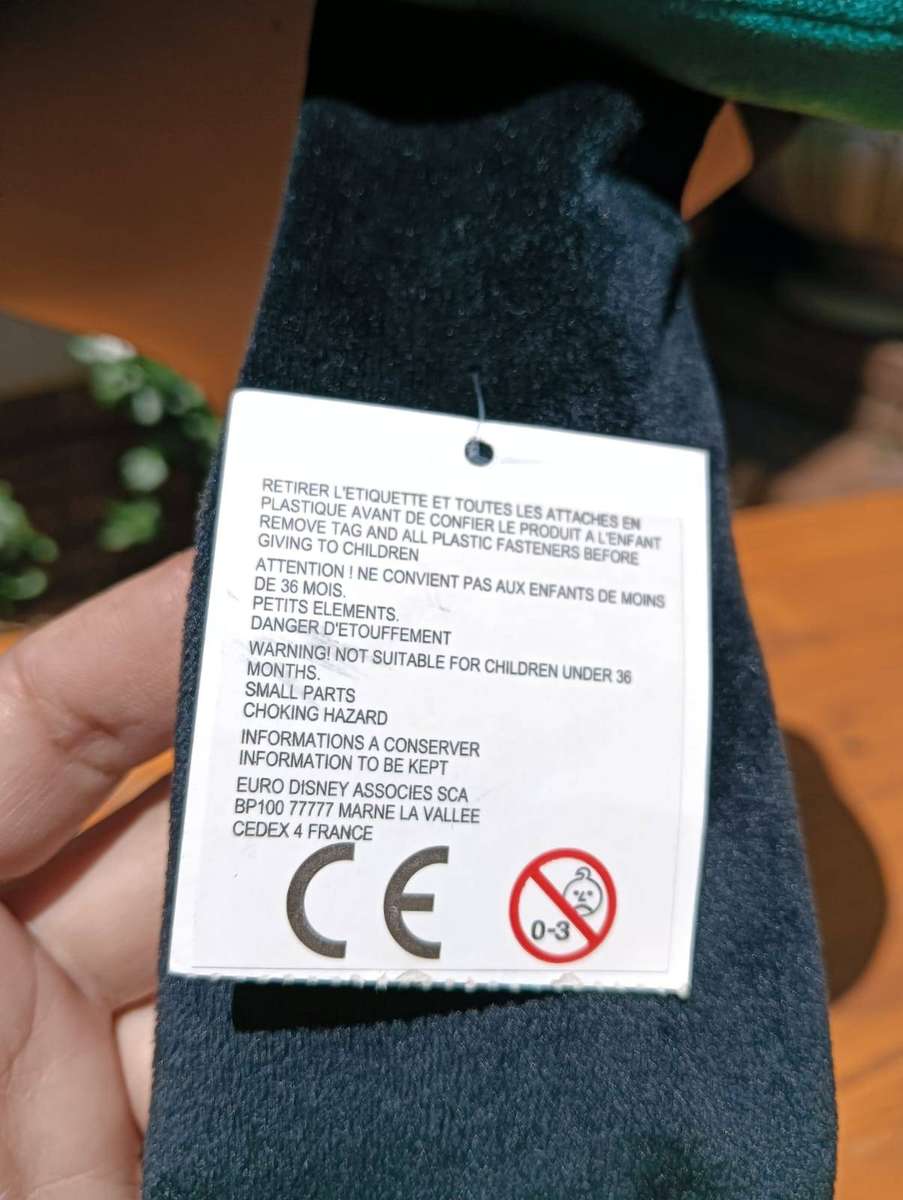 RETIRER L'ETIQUETTE ET TOUTES LES ATTACHES EN
PLASTIQUE AVANT DE CONFIER LE PRODUIT A L'ENFANT
REMOVE TAG AND ALL PLASTIC FASTENERS BEFORE
GIVING TO CHILDREN
ATTENTION ! NE CONVIENT PAS AUX ENFANTS DE MOINS
DE 36 MOIS.
PETITS ELEMENTS.
DANGER D'ETOUFFEMENT
WARNING! NOT SUITABLE FOR CHILDREN UNDER 36
MONTHS.
SMALL PARTS
CHOKING HAZARD
INFORMATIONS A CONSERVER
INFORMATION TO BE KEPT
EURO DISNEY ASSOCIES SCA
BP100 77777 MARNE LA VALLEE
CEDEX 4 FRANCE
CE
0-3